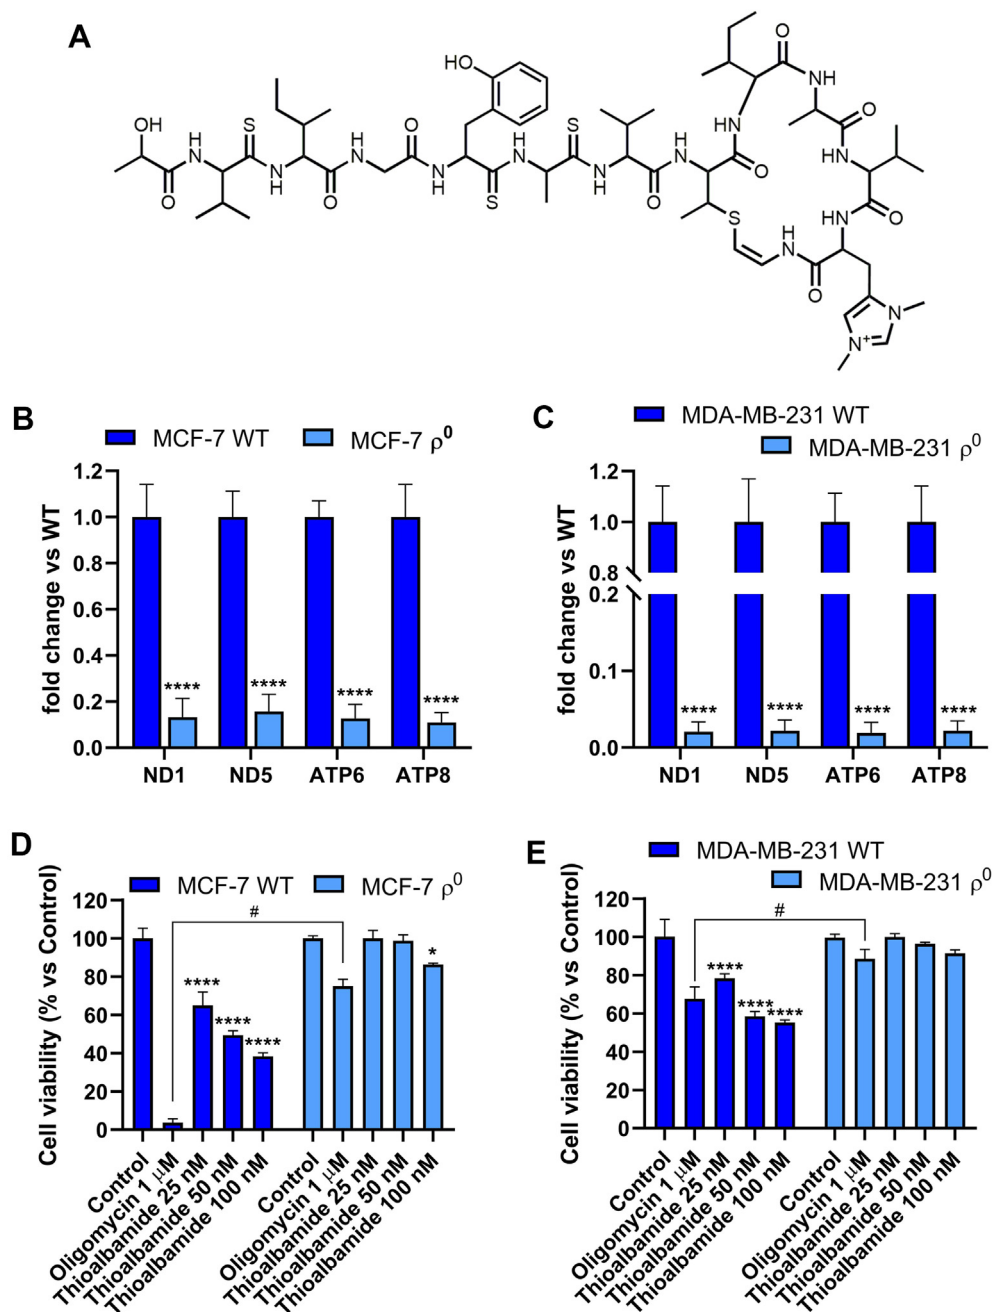 A
OH
H
N
S
O
H
N
O
HO
O
N
H
O
N
H
S
H
N
S
N
H
O
H
N
O
HN
O
NH
O
HN
O
HN
O
S
H
N
O
N
N+
B
MCF-7 WT
MCF-7 ρ0
fold change vs WT
1.2
1.0
0.8
0.6
0.4
0.2
0.0
****
****
****
****
ND1
ND5
ATP6
ATP8
C
MDA-MB-231 WT
MDA-MB-231 ρ0
fold change vs WT
1.2
1.0
0.8
0.2
0.1
0.0
****
****
****
****
ND1
ND5
ATP6
ATP8
D
MCF-7 WT
MCF-7 ρ0
Cell viability (% vs Control)
120
100
80
60
40
20
0
#
****
****
****
*
Control
Oligomycin 1 μM
Thioalbamide 25 nM
Thioalbamide 50 nM
Thioalbamide 100 nM
Control
Oligomycin 1 μM
Thioalbamide 25 nM
Thioalbamide 50 nM
Thioalbamide 100 nM
E
MDA-MB-231 WT
MDA-MB-231 ρ0
Cell viability (% vs Control)
120
100
80
60
40
20
0
#
****
****
****
Control
Oligomycin 1 μM
Thioalbamide 25 nM
Thioalbamide 50 nM
Thioalbamide 100 nM
Control
Oligomycin 1 μM
Thioalbamide 25 nM
Thioalbamide 50 nM
Thioalbamide 100 nM